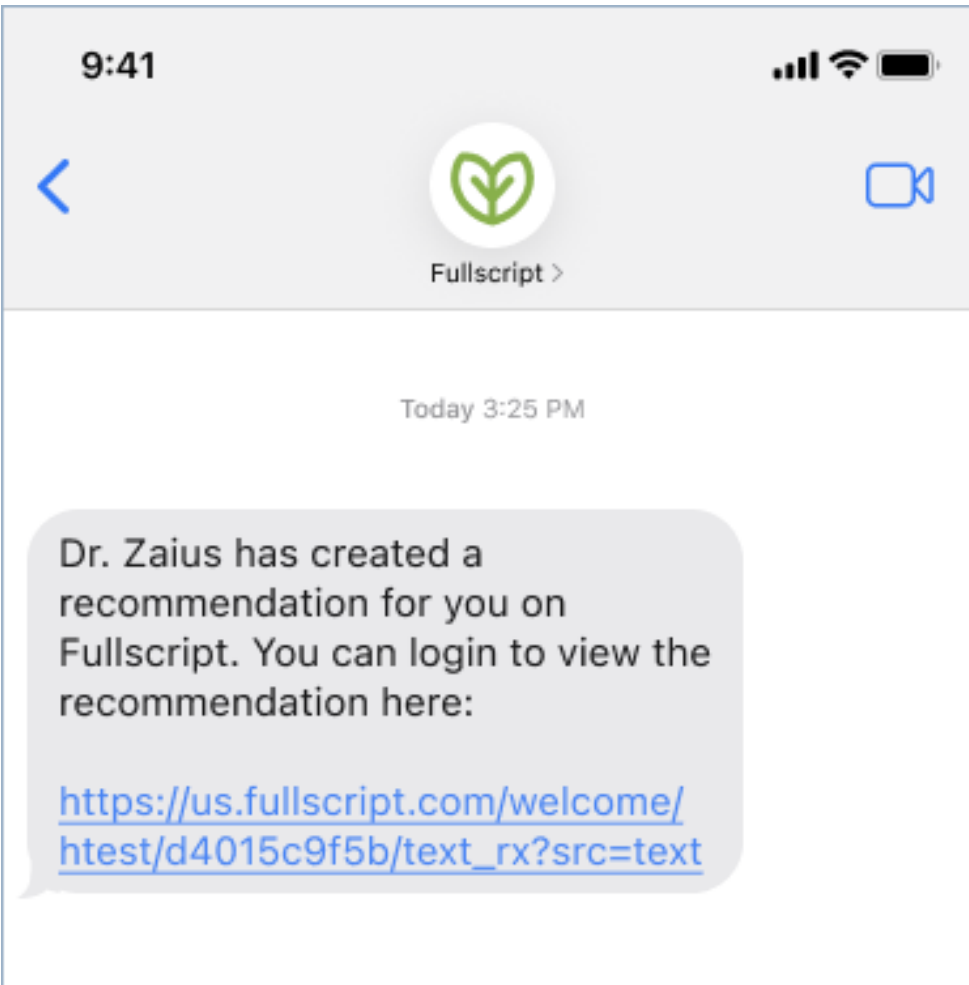 9:41
Fullscript >
Today 3:25 PM
Dr. Zaius has created a
recommendation for you on
Fullscript. You can login to view the
recommendation here:
https://us.fullscript.com/welcome/
htest/d4015c9f5b/text_rx?src=text